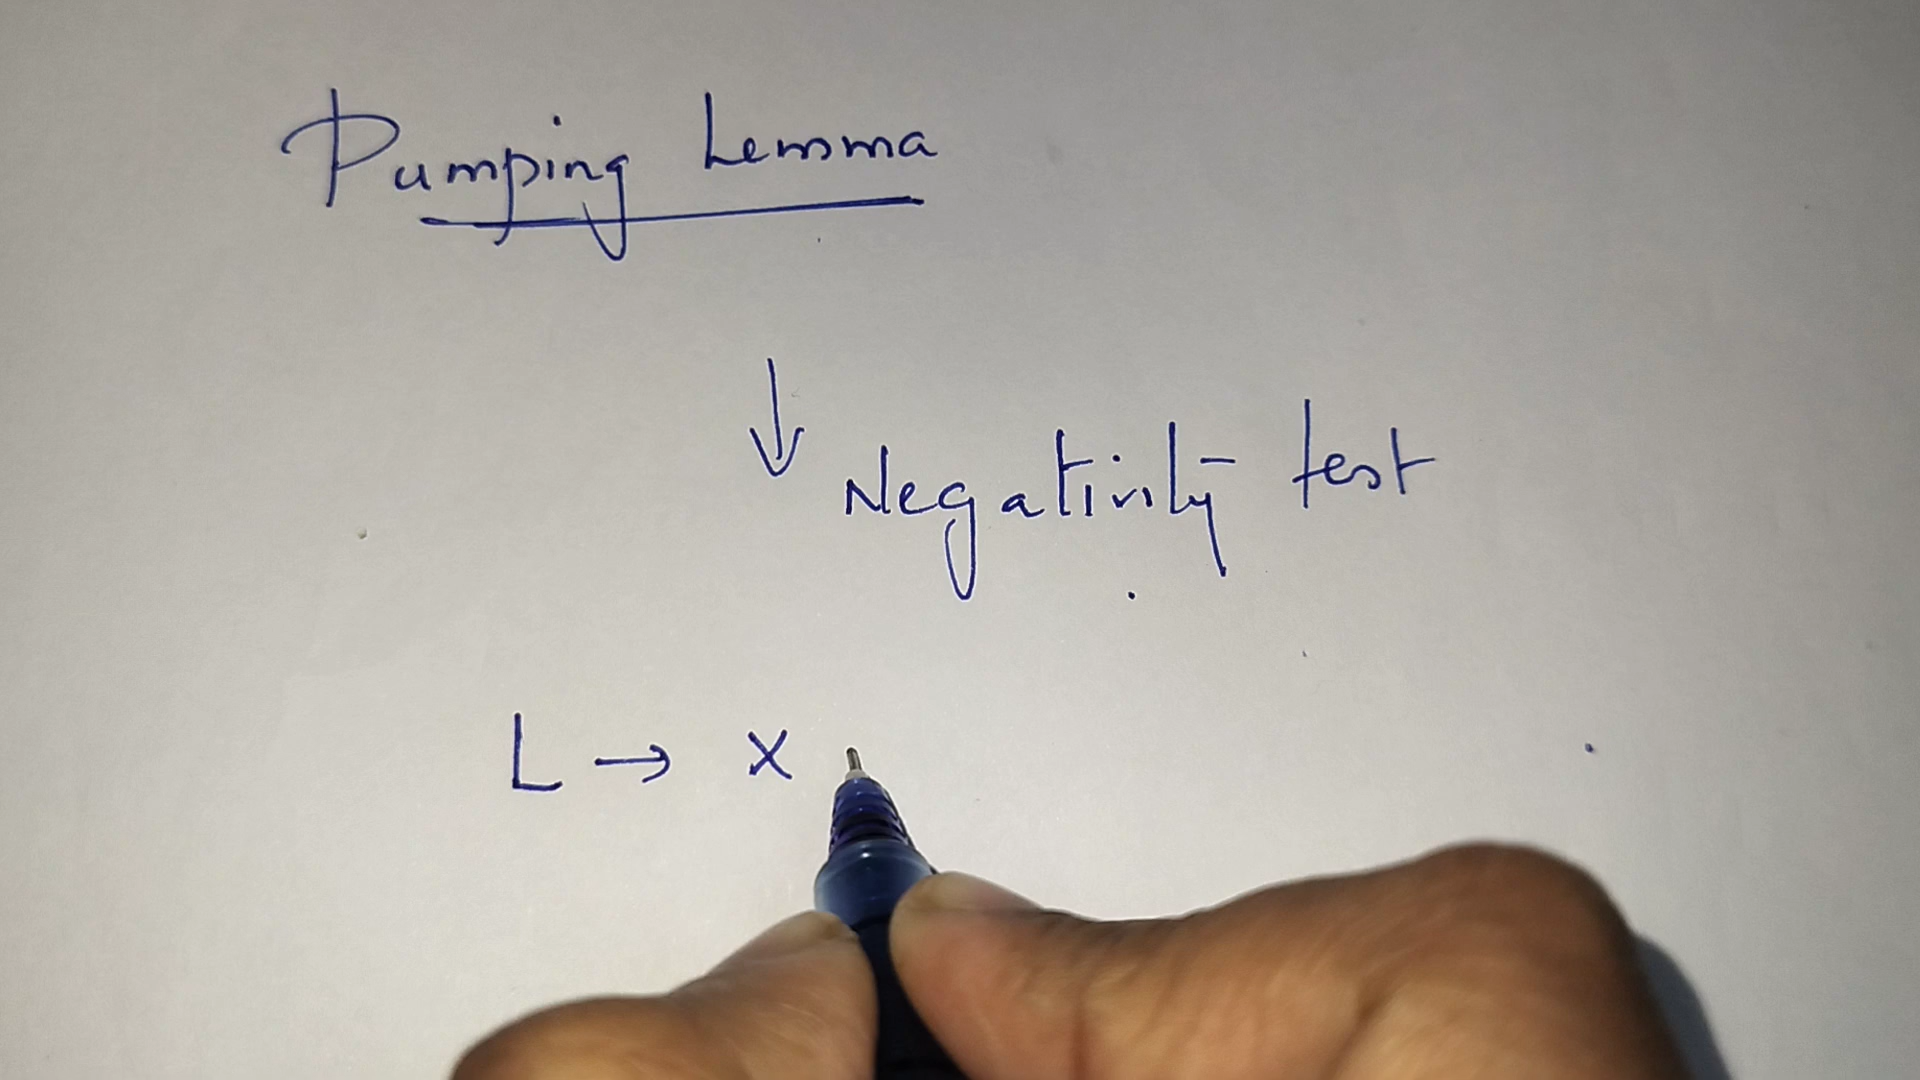 Pumping Lemma
↓ Negativity test
L → x